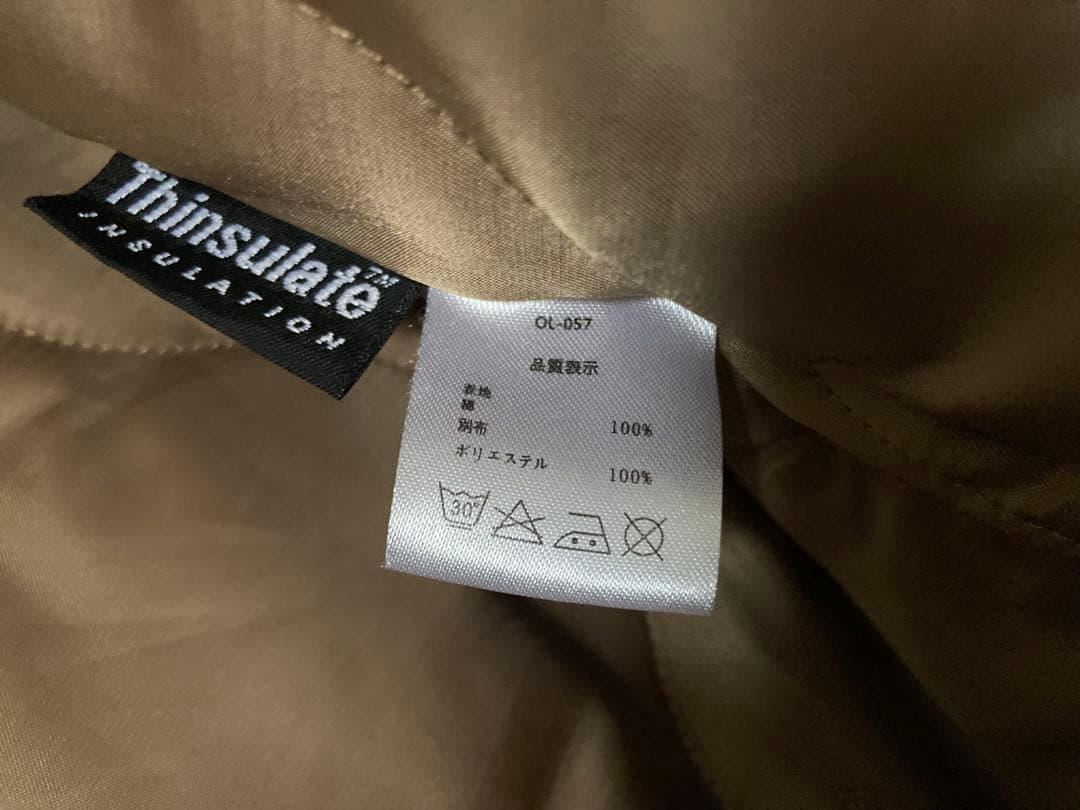 Thinsulate™
INSULATION
OL-057
品質表示
着地
綿
別布 100%
ポリエステル
100%
30°